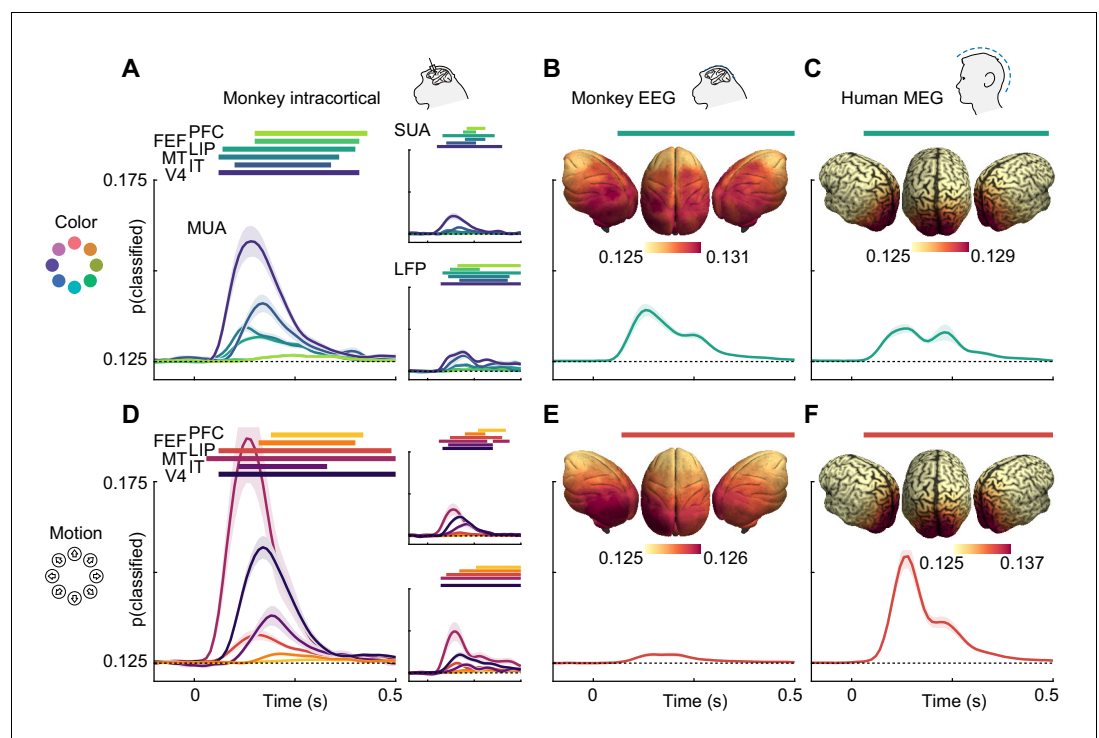 A
Monkey intracortical
B
Monkey EEG
C
Human MEG
PFC
FEF
LIP
MT
IT
V4
SUA
0.175
MUA
Color
p(classified)
LFP
0.125
0.125
0.131
0.125
0.129
D
E
F
PFC
FEF
LIP
MT
IT
V4
0.175
Motion
p(classified)
0.125
0.125
0.126
0.125
0.137
0
Time (s)
0.5
0
Time (s)
0.5
0
Time (s)
0.5